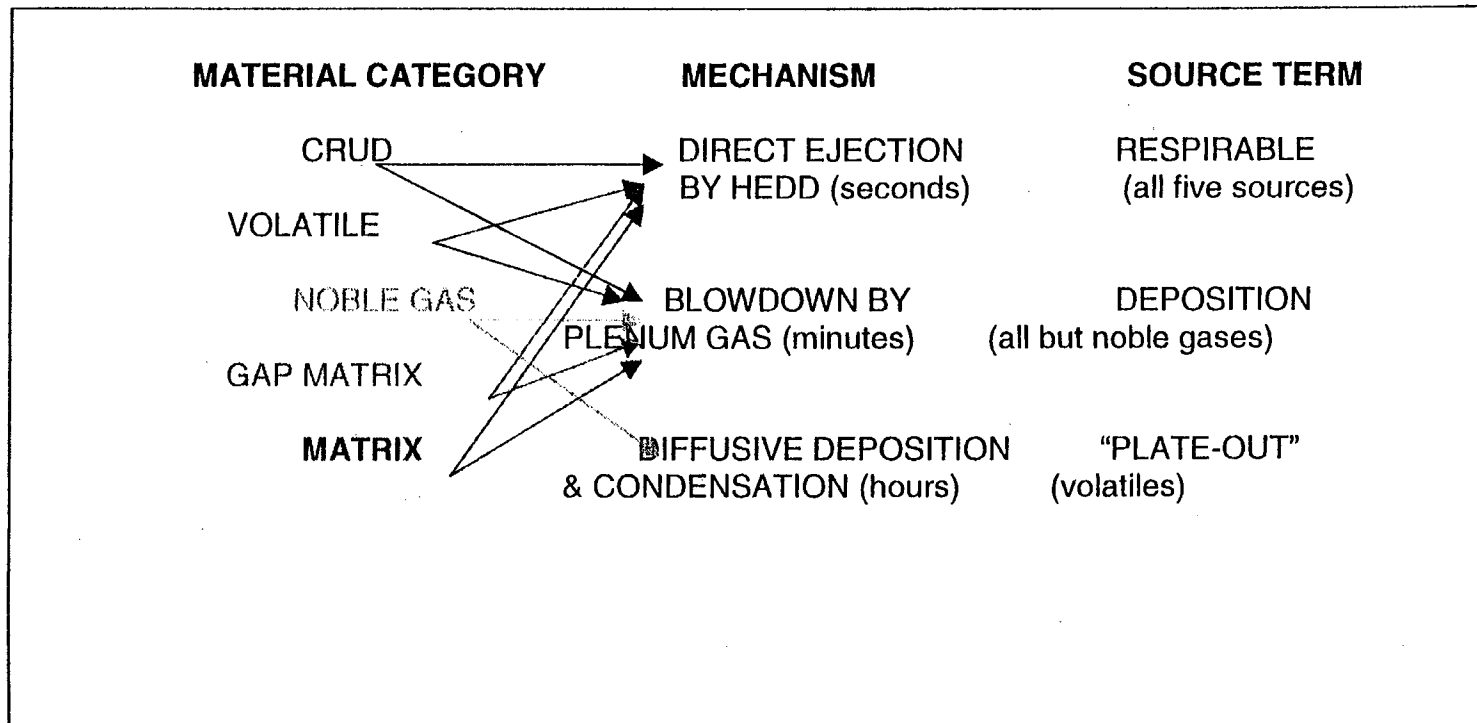 MATERIAL CATEGORY MECHANISM SOURCE TERM
CRUD DIRECT EJECTION RESPIRABLE
BY HEDD (seconds) (all five sources)
VOLATILE
NOBLE GAS BLOWDOWN BY DEPOSITION
PLENUM GAS (minutes) (all but noble gases)
GAP MATRIX
MATRIX DIFFUSIVE DEPOSITION "PLATE-OUT"
& CONDENSATION (hours) (volatiles)